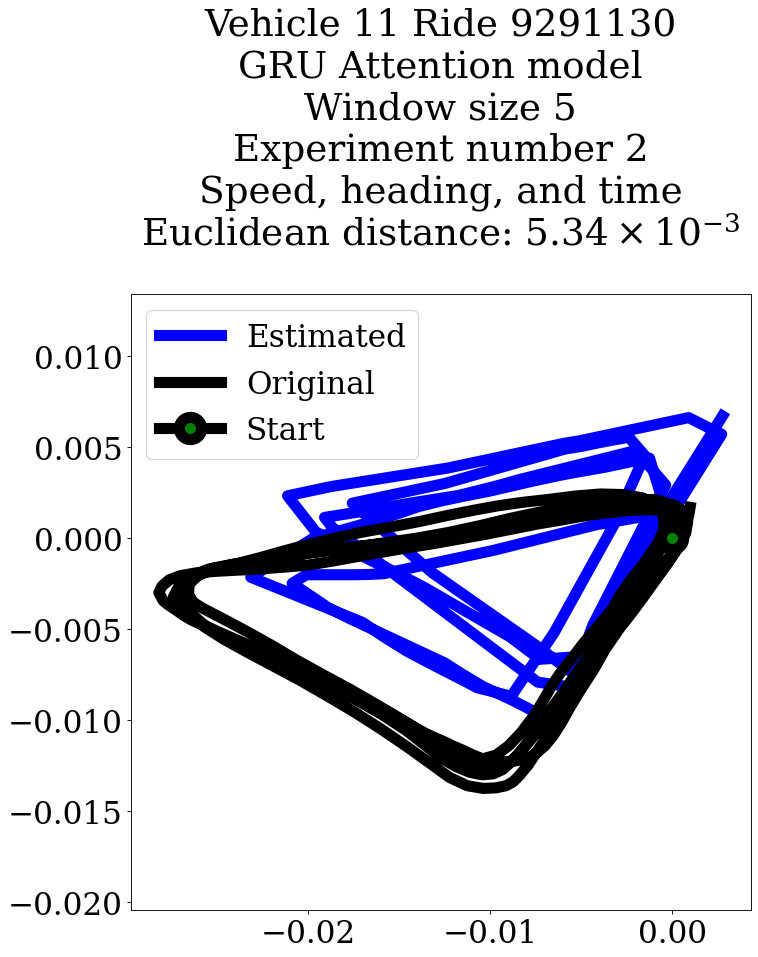 Vehicle 11 Ride 9291130
GRU Attention model
Window size 5
Experiment number 2
Speed, heading, and time
Euclidean distance: 5.34 × 10⁻³
Estimated
Original
Start
0.010
0.005
0.000
−0.005
−0.010
−0.015
−0.020
−0.02 −0.01 0.00